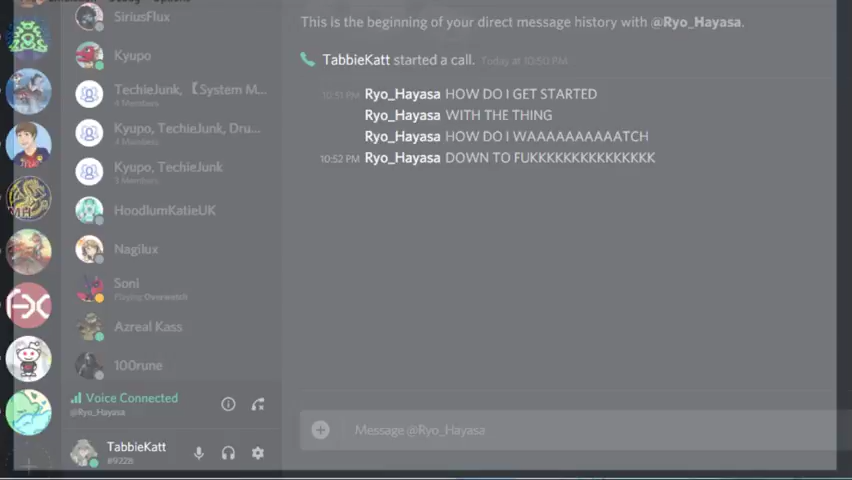 SiriusFlux
This is the beginning of your direct message history with @Ryo_Hayasa.
Kyupo
TabbieKatt started a call. Today at 10:50 PM
TechieJunk, 【System M...
4 Members
10:51 PM Ryo_Hayasa HOW DO I GET STARTED
Ryo_Hayasa WITH THE THING
Kyupo, TechieJunk, Dru...
4 Members
Ryo_Hayasa HOW DO I WAAAAAAAAAATCH
10:52 PM Ryo_Hayasa DOWN TO FUKKKKKKKKKKKKKKK
Kyupo, TechieJunk
3 Members
HoodlumKatieUK
Nagilux
Soni
Playing Overwatch
Azreal Kass
100rune
Voice Connected
@Ryo_Hayasa
Message @Ryo_Hayasa
TabbieKatt